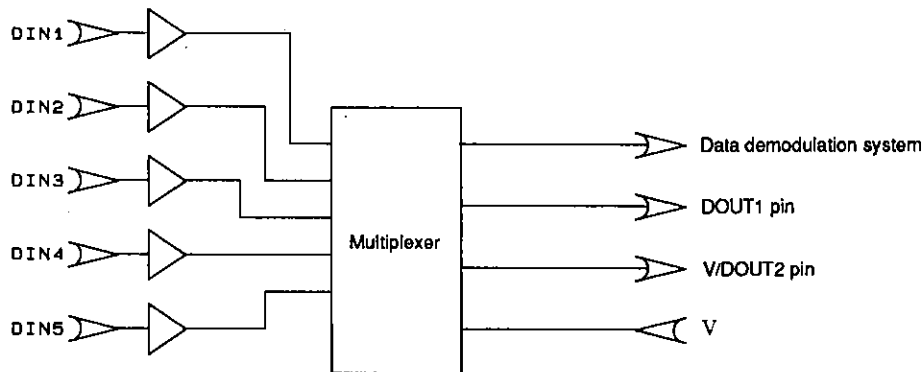 DIN1
DIN2
DIN3
DIN4
DIN5
Multiplexer
Data demodulation system
DOUT1 pin
V/DOUT2 pin
V